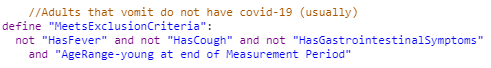 //Adults that vomit do not have covid-19 (usually)
define "MeetsExclusionCriteria":
not "HasFever" and not "HasCough" and not "HasGastrointestinalSymptoms"
and "AgeRange-young at end of Measurement Period"